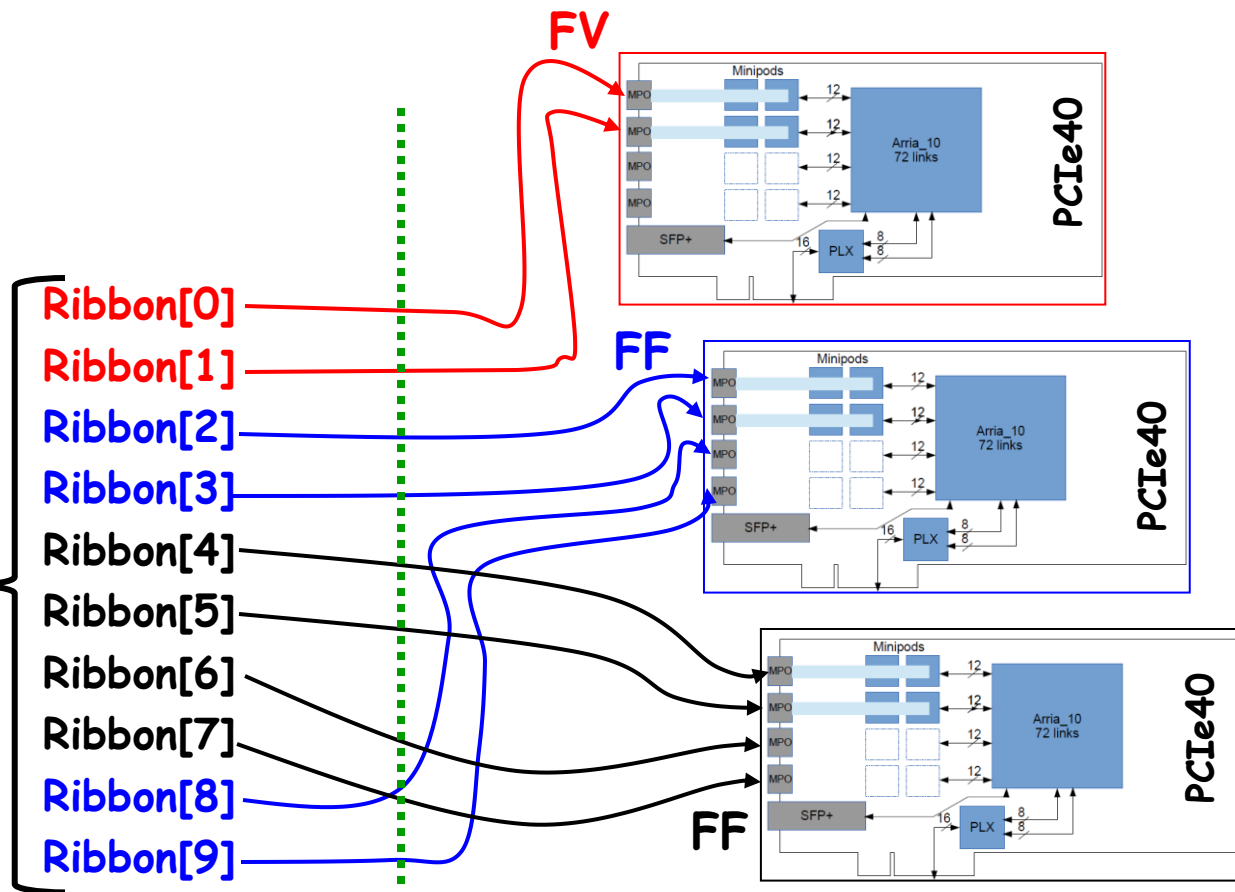 FV
Minipods
MPO
12
MPO
12
Arria_10
72 links
MPO
12
MPO
12
SFP+
16
PLX
8
8
PCIe40
Ribbon[0]
Ribbon[1]
Ribbon[2]
Ribbon[3]
Ribbon[4]
Ribbon[5]
Ribbon[6]
Ribbon[7]
Ribbon[8]
Ribbon[9]
FF
Minipods
MPO
12
MPO
12
Arria_10
72 links
MPO
12
MPO
12
SFP+
16
PLX
8
8
PCIe40
FF
Minipods
MPO
12
MPO
12
Arria_10
72 links
MPO
12
MPO
12
SFP+
16
PLX
8
8
PCIe40